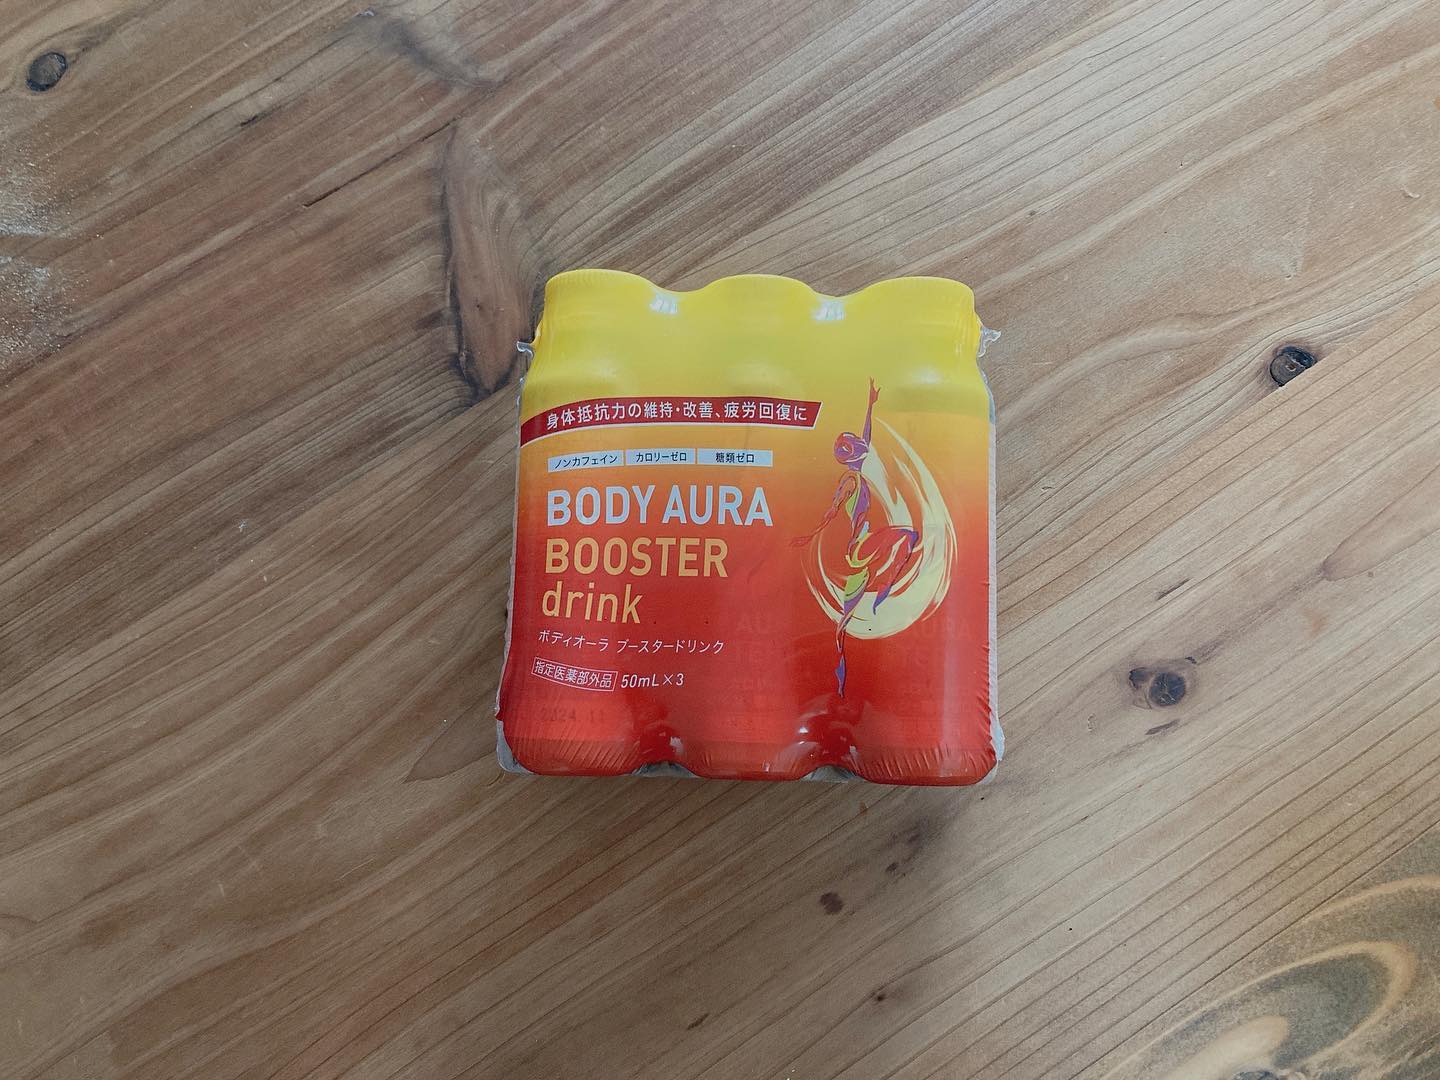 身体抵抗力の維持・改善、疲労回復に
ノンカフェイン カロリーゼロ 糖類ゼロ
BODY AURA
BOOSTER
drink
ボディオーラ ブースタードリンク
指定医薬部外品 50mL×3
2024.11